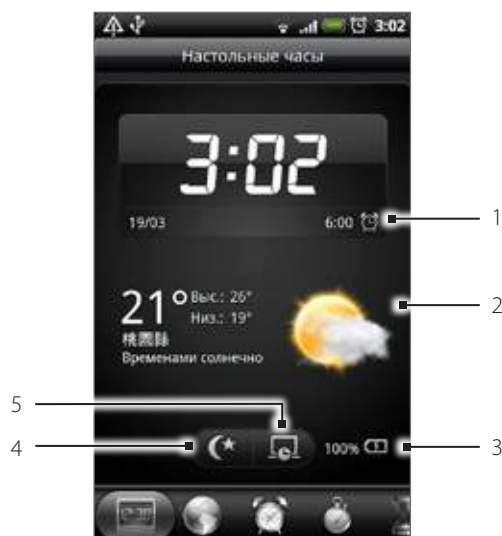 3:02
Настольные часы
3:02
19/03 6:00
1
21° Выс.: 26°
Низ.: 19°
2
桃園縣
Временами солнечно
5
4
100%
3